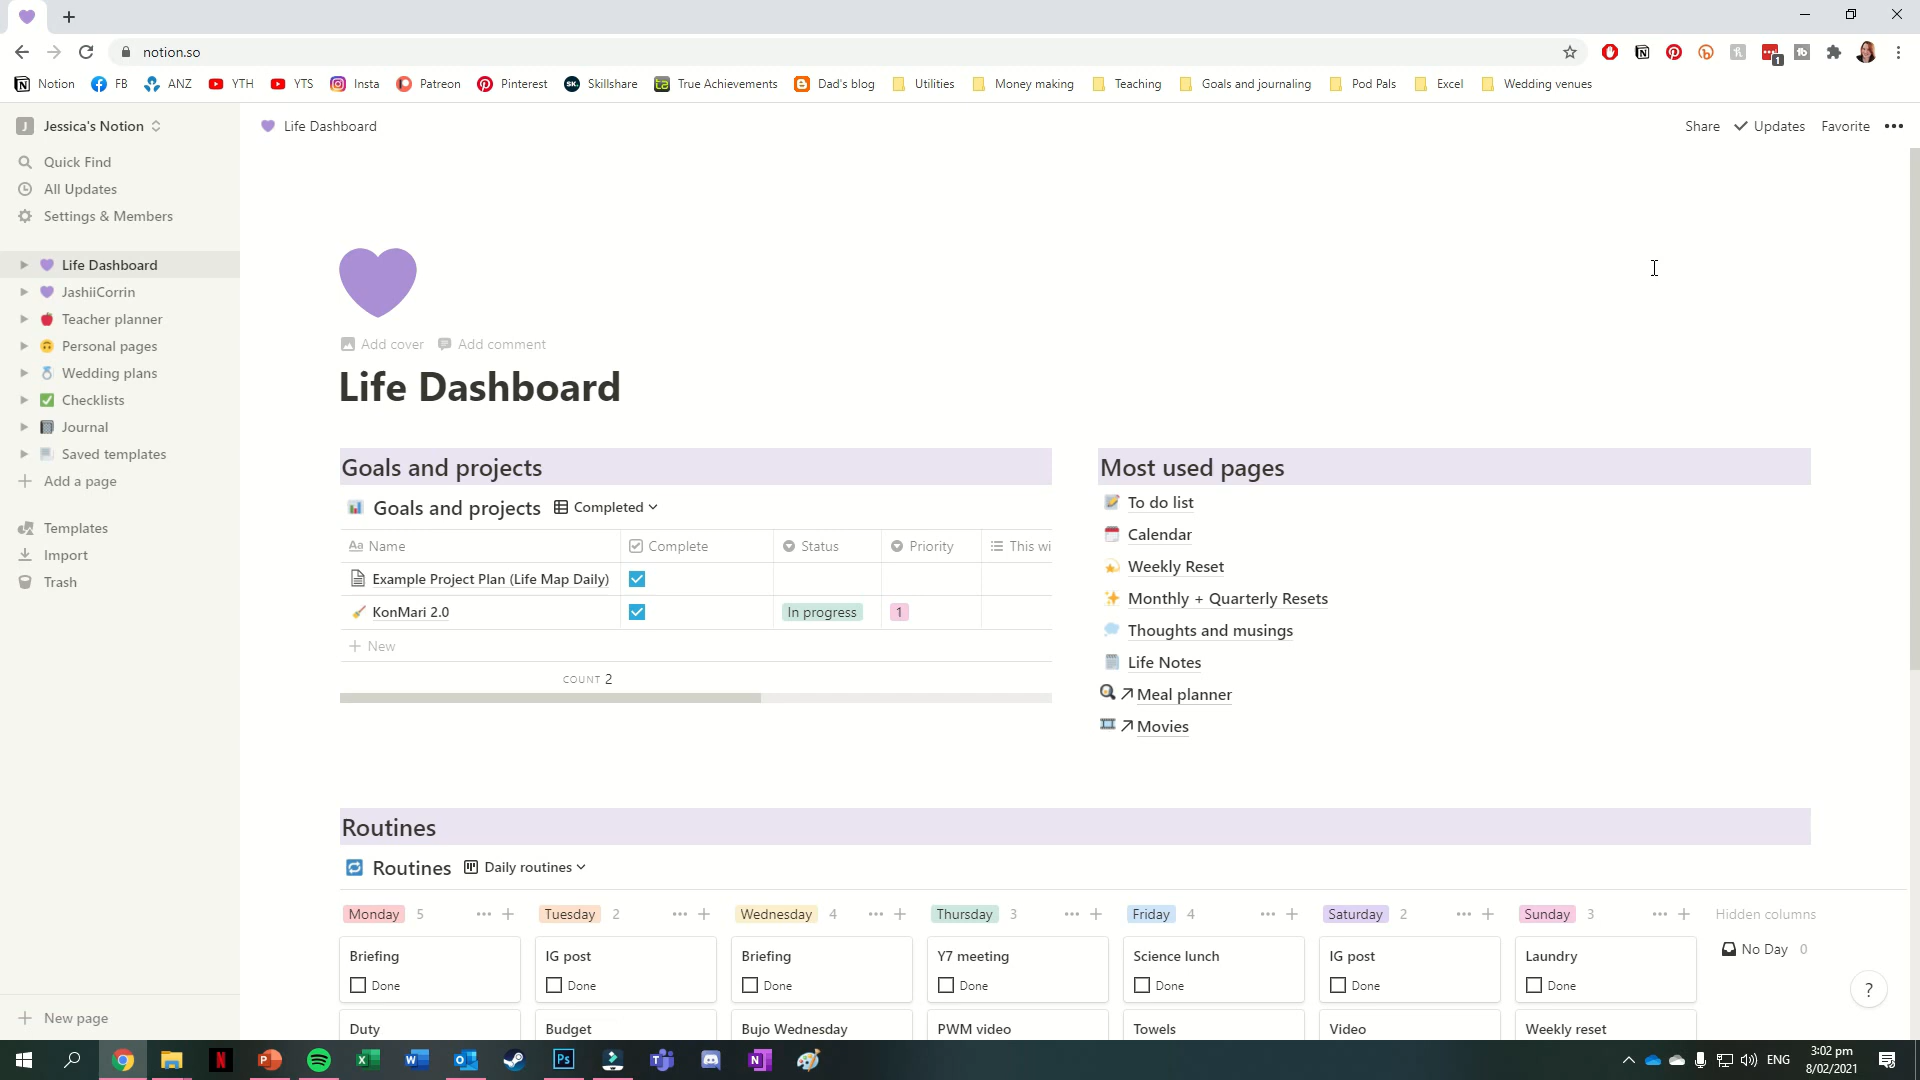 notion.so
1
Notion FB ANZ YTH YTS Insta Patreon Pinterest Skillshare True Achievements Dad's blog Utilities Money making Teaching Goals and journaling Pod Pals Excel Wedding venues
J Jessica's Notion
Life Dashboard
Share Updates Favorite
Quick Find
All Updates
Settings & Members
Life Dashboard
JashiiCorrin
Teacher planner
Personal pages
Wedding plans
Checklists
Journal
Saved templates
Add a page
Templates
Import
Trash
New page
Add cover Add comment
Life Dashboard
Goals and projects
Goals and projects Completed
Aa Name Complete Status Priority This wi
Example Project Plan (Life Map Daily)
KonMari 2.0 In progress 1
New
COUNT 2
Most used pages
To do list
Calendar
Weekly Reset
Monthly + Quarterly Resets
Thoughts and musings
Life Notes
Meal planner
Movies
Routines
Routines Daily routines
Monday 5 Tuesday 2 Wednesday 4 Thursday 3 Friday 4 Saturday 2 Sunday 3 Hidden columns
Briefing IG post Briefing Y7 meeting Science lunch IG post Laundry No Day 0
Done Done Done Done Done Done Done
Duty Budget Bujo Wednesday PWM video Towels Video Weekly reset
?
ENG
3:02 pm
8/02/2021